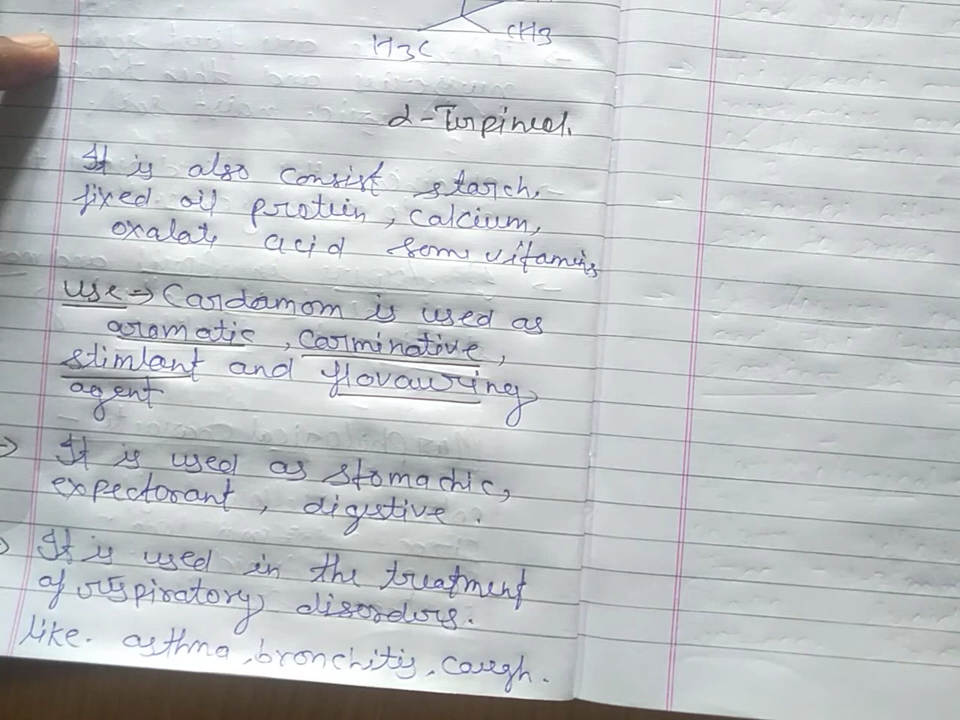 H3C CH3
α-Terpineol.
It is also consist starch,
fixed oil protein, calcium,
oxalate acid some vitamins
Use⇒ Cardamom is used as
aromatic, carminative,
stimlant and flovauring
agent
→ It is used as stomachic,
expectorant, digestive.
→ It is used in the treatment
of respiratory disorders.
like. asthma, bronchitis, cough.